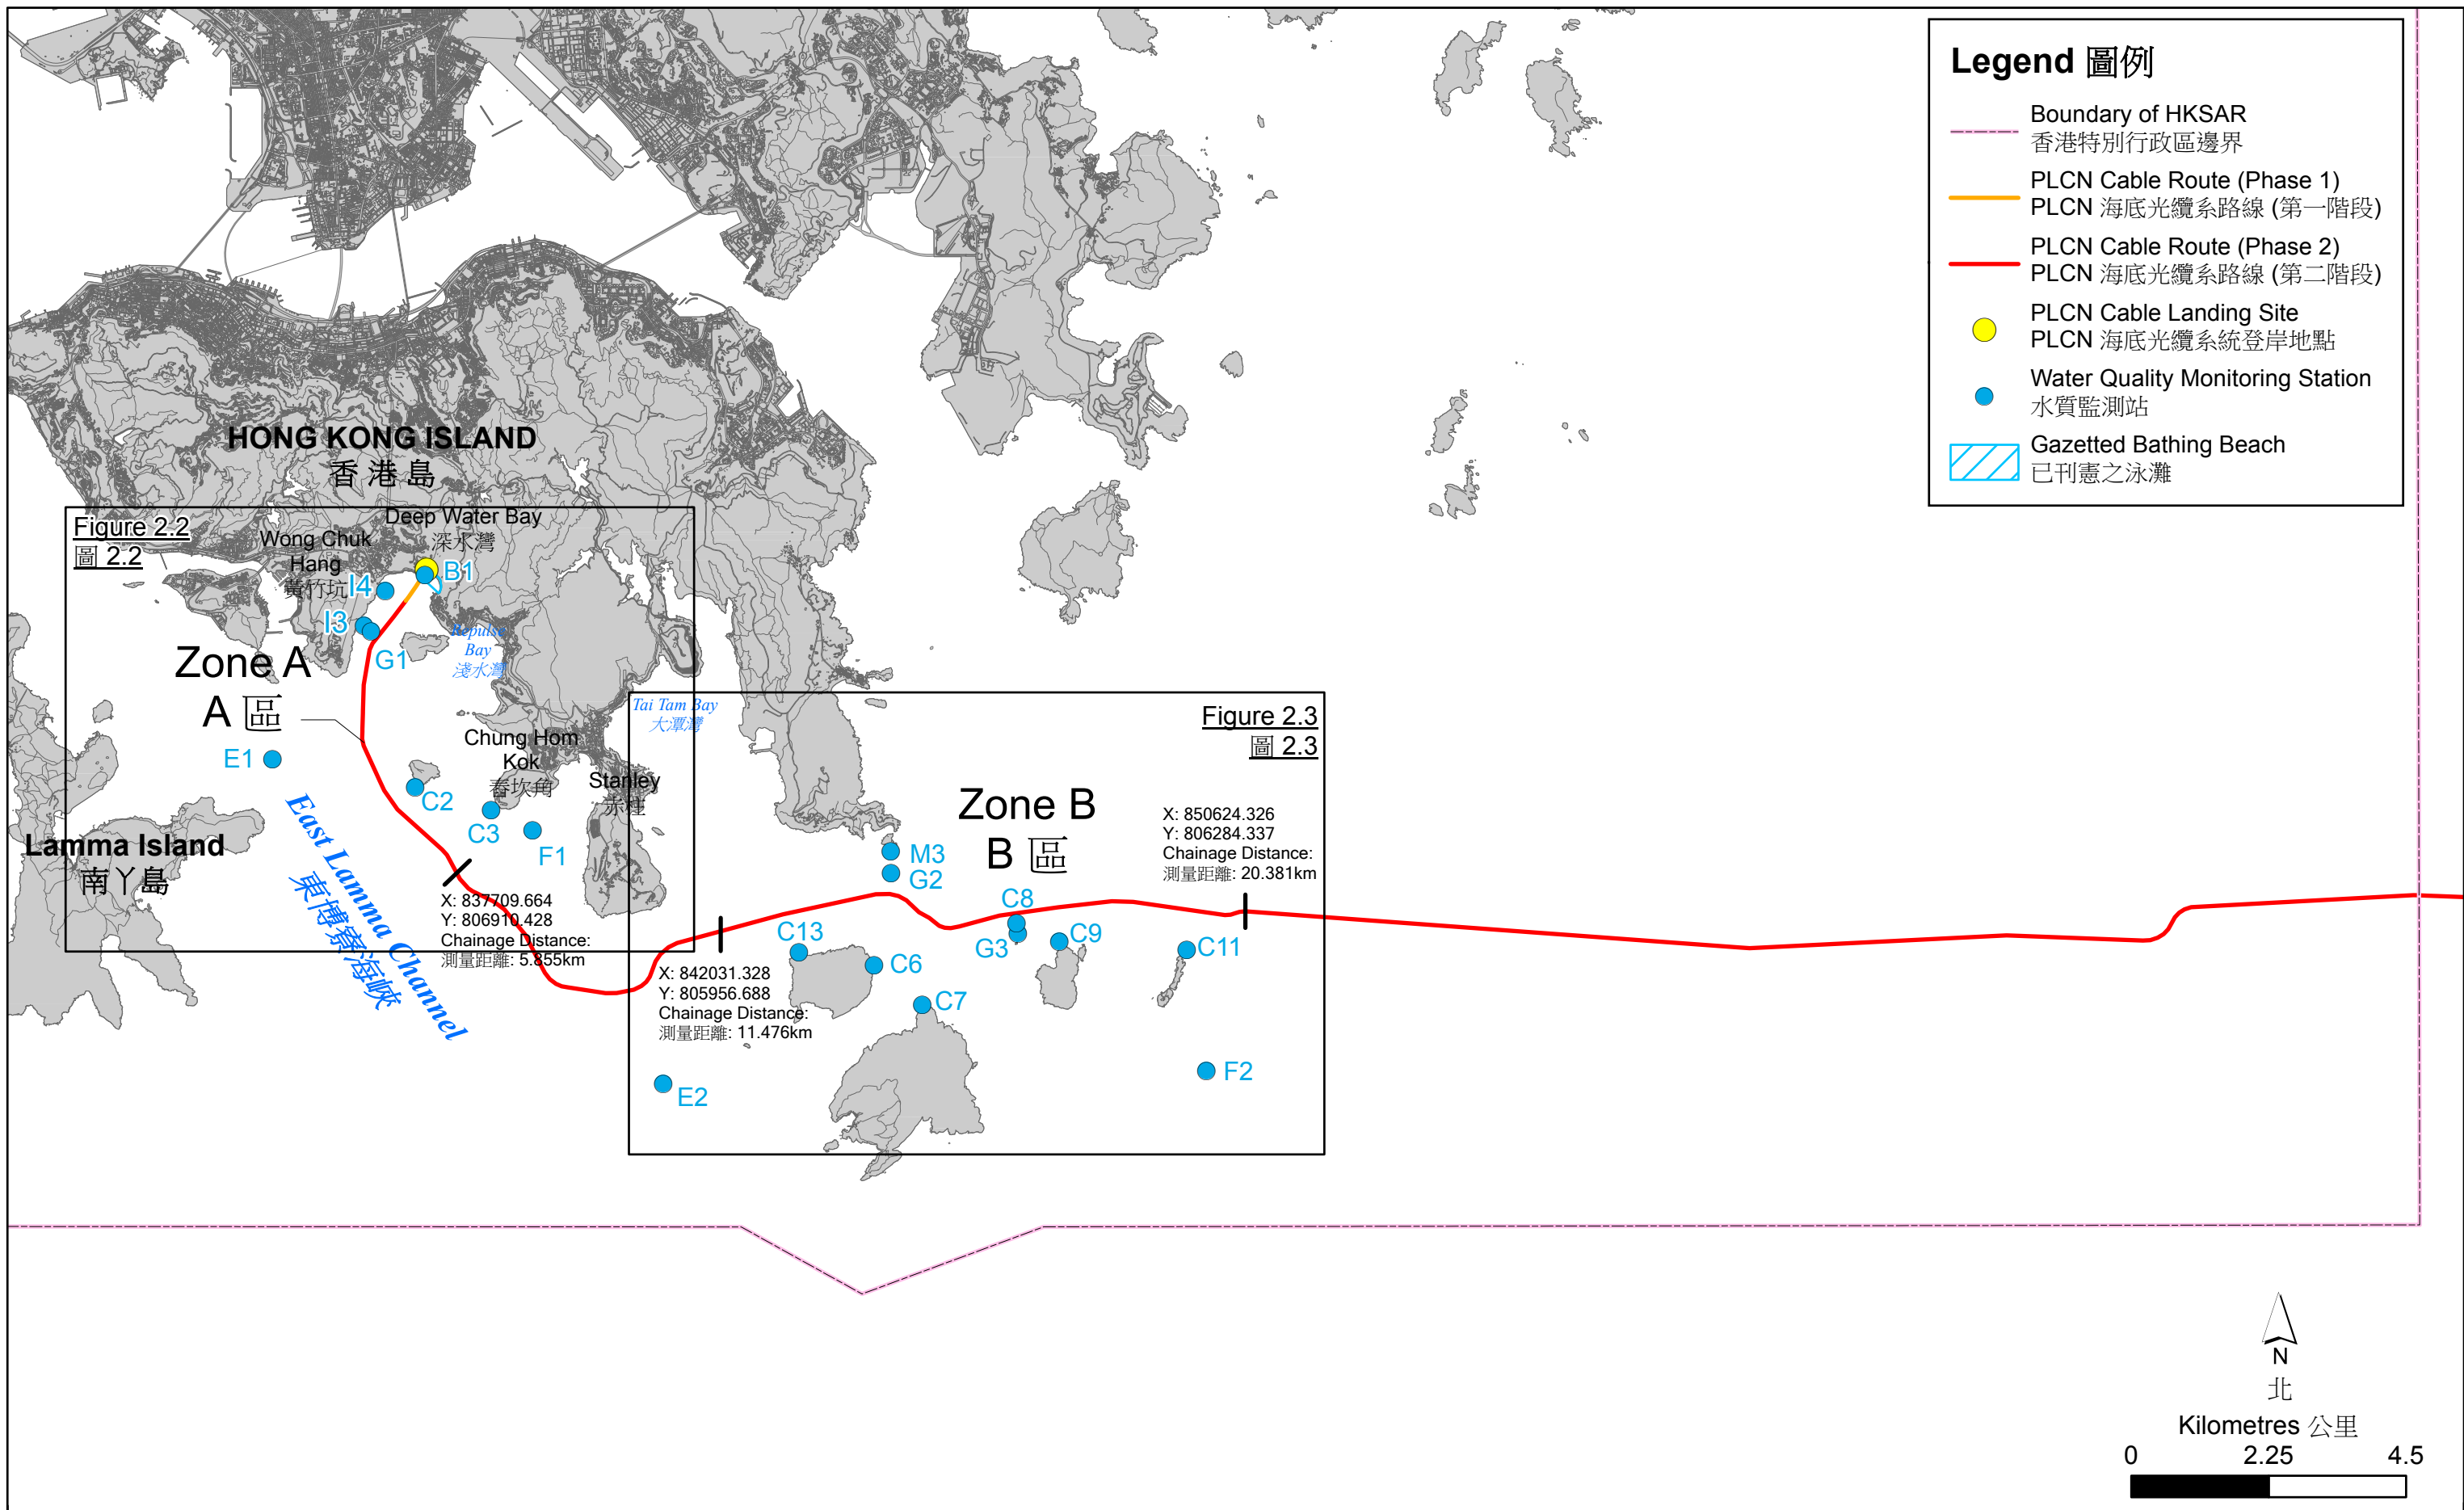 Legend 圖例
Boundary of HKSAR
香港特別行政區邊界
PLCN Cable Route (Phase 1)
PLCN 海底光纜系路線 (第一階段)
PLCN Cable Route (Phase 2)
PLCN 海底光纜系路線 (第二階段)
PLCN Cable Landing Site
PLCN 海底光纜系統登岸地點
Water Quality Monitoring Station
水質監測站
Gazetted Bathing Beach
已刊憲之泳灘
HONG KONG ISLAND
香港島
Figure 2.2
圖 2.2
Deep Water Bay
深水灣
Wong Chuk
Hang
黃竹坑
B1
I4
I3
G1
Repulse
Bay
淺水灣
Zone A
A 區
Tai Tam Bay
大潭灣
Figure 2.3
圖 2.3
E1
Chung Hom
Kok
舂坎角
Stanley
赤柱
C2
C3
F1
East Lamma Channel
東博寮海峽
Lamma Island
南丫島
X: 837709.664
Y: 806910.428
Chainage Distance:
測量距離: 5.855km
Zone B
B 區
X: 850624.326
Y: 806284.337
Chainage Distance:
測量距離: 20.381km
M3
G2
C8
G3
C9
C11
C13
C6
C7
X: 842031.328
Y: 805956.688
Chainage Distance:
測量距離: 11.476km
E2
F2
N
北
Kilometres 公里
0 2.25 4.5